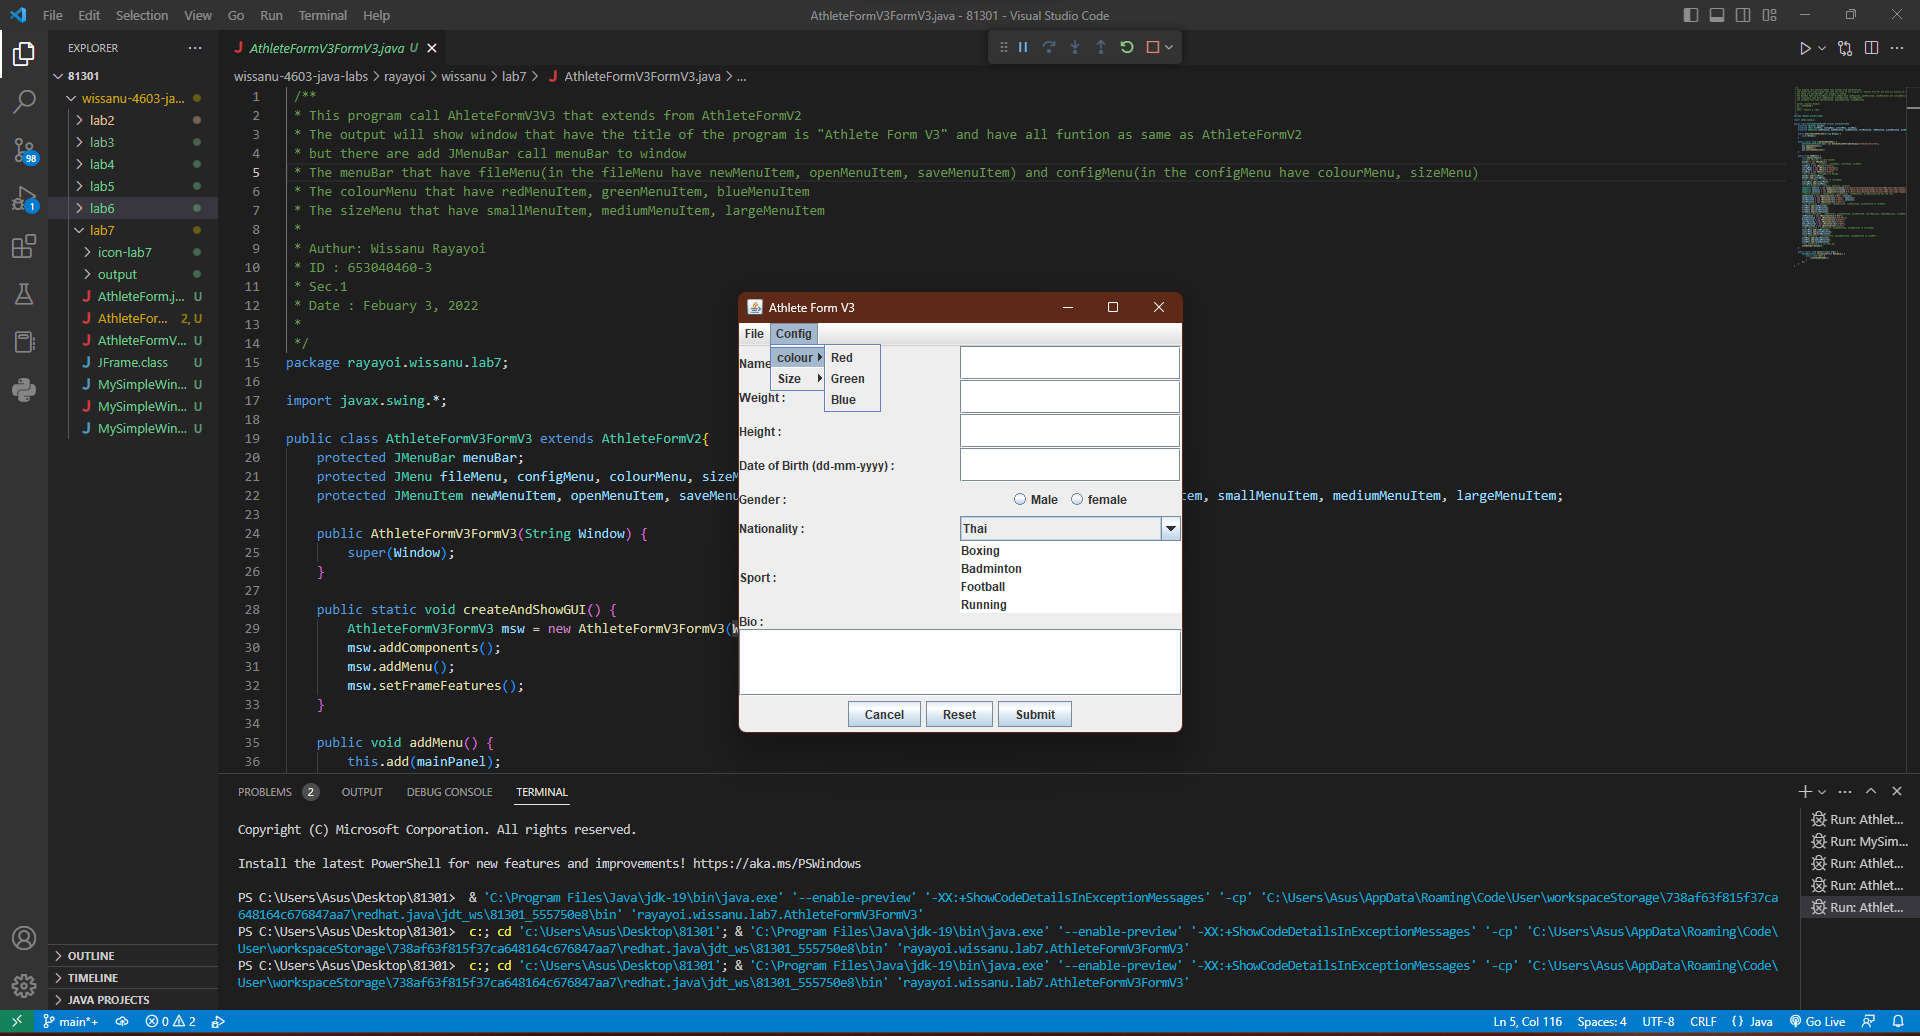 File Edit Selection View Go Run Terminal Help
AthleteFormV3FormV3.java - 81301 - Visual Studio Code
EXPLORER
81301
wissanu-4603-ja...
lab2
lab3
lab4
lab5
lab6
lab7
icon-lab7
output
AthleteForm.j... U
AthleteFor... 2, U
AthleteFormV... U
JFrame.class U
MySimpleWin... U
MySimpleWin... U
MySimpleWin... U
98
1
OUTLINE
TIMELINE
JAVA PROJECTS
AthleteFormV3FormV3.java U
wissanu-4603-java-labs > rayayoi > wissanu > lab7 > AthleteFormV3FormV3.java > ...
1 /**
2 * This program call AhleteFormV3V3 that extends from AthleteFormV2
3 * The output will show window that have the title of the program is "Athlete Form V3" and have all funtion as same as AthleteFormV2
4 * but there are add JMenuBar call menuBar to window
5 * The menuBar that have fileMenu(in the fileMenu have newMenuItem, openMenuItem, saveMenuItem) and configMenu(in the configMenu have colourMenu, sizeMenu)
6 * The colourMenu that have redMenuItem, greenMenuItem, blueMenuItem
7 * The sizeMenu that have smallMenuItem, mediumMenuItem, largeMenuItem
8 *
9 * Authur: Wissanu Rayayoi
10 * ID : 653040460-3
11 * Sec.1
12 * Date : Febuary 3, 2022
13 *
14 */
15 package rayayoi.wissanu.lab7;
16
17 import javax.swing.*;
18
19 public class AthleteFormV3FormV3 extends AthleteFormV2{
20 protected JMenuBar menuBar;
21 protected JMenu fileMenu, configMenu, colourMenu, sizeM
22 protected JMenuItem newMenuItem, openMenuItem, saveMenu tem, smallMenuItem, mediumMenuItem, largeMenuItem;
23
24 public AthleteFormV3FormV3(String Window) {
25 super(Window);
26 }
27
28 public static void createAndShowGUI() {
29 AthleteFormV3FormV3 msw = new AthleteFormV3FormV3(
30 msw.addComponents();
31 msw.addMenu();
32 msw.setFrameFeatures();
33 }
34
35 public void addMenu() {
36 this.add(mainPanel);
Athlete Form V3
File Config
colour Red
Size Green
Blue
Name
Weight :
Height :
Date of Birth (dd-mm-yyyy) :
Gender : Male female
Nationality : Thai
Boxing
Badminton
Sport :
Football
Running
Bio :
Cancel Reset Submit
PROBLEMS 2 OUTPUT DEBUG CONSOLE TERMINAL
Copyright (C) Microsoft Corporation. All rights reserved.
Install the latest PowerShell for new features and improvements! https://aka.ms/PSWindows
PS C:\Users\Asus\Desktop\81301> & 'C:\Program Files\Java\jdk-19\bin\java.exe' '--enable-preview' '-XX:+ShowCodeDetailsInExceptionMessages' '-cp' 'C:\Users\Asus\AppData\Roaming\Code\User\workspaceStorage\738af63f815f37ca
648164c676847aa7\redhat.java\jdt_ws\81301_555750e8\bin' 'rayayoi.wissanu.lab7.AthleteFormV3FormV3'
PS C:\Users\Asus\Desktop\81301> c:; cd 'c:\Users\Asus\Desktop\81301'; & 'C:\Program Files\Java\jdk-19\bin\java.exe' '--enable-preview' '-XX:+ShowCodeDetailsInExceptionMessages' '-cp' 'C:\Users\Asus\AppData\Roaming\Code\
User\workspaceStorage\738af63f815f37ca648164c676847aa7\redhat.java\jdt_ws\81301_555750e8\bin' 'rayayoi.wissanu.lab7.AthleteFormV3FormV3'
PS C:\Users\Asus\Desktop\81301> c:; cd 'c:\Users\Asus\Desktop\81301'; & 'C:\Program Files\Java\jdk-19\bin\java.exe' '--enable-preview' '-XX:+ShowCodeDetailsInExceptionMessages' '-cp' 'C:\Users\Asus\AppData\Roaming\Code\
User\workspaceStorage\738af63f815f37ca648164c676847aa7\redhat.java\jdt_ws\81301_555750e8\bin' 'rayayoi.wissanu.lab7.AthleteFormV3FormV3'
Run: Athlet...
Run: MySim...
Run: Athlet...
Run: Athlet...
Run: Athlet...
main*+ 0 2
Ln 5, Col 116 Spaces: 4 UTF-8 CRLF {} Java Go Live